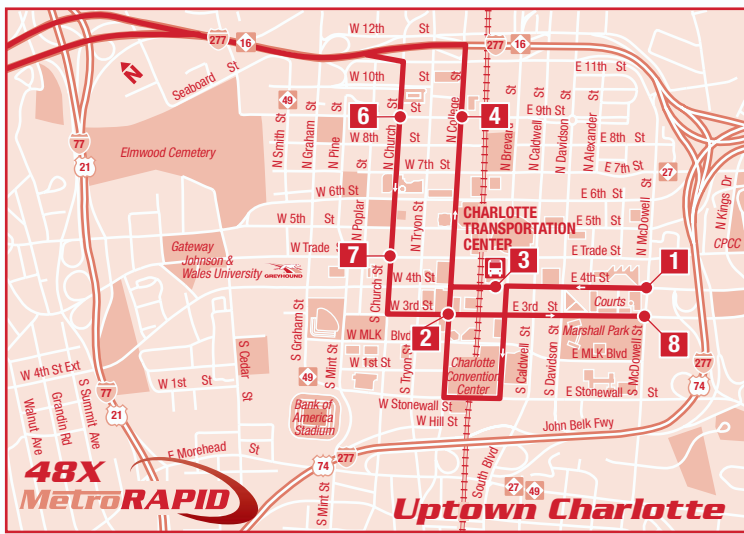 W 12th St
277
16
277
16
E 11th St
W 10th St
Seaboard St
N
49
6
4
N Smith St
N Graham St
N Pine St
N Church St
N College St
N Brevard
N Caldwell St
N Davidson St
N Alexander St
E 9th St
W 8th St
E 8th St
77
21
Elmwood Cemetery
W 7th St
E 7th St
27
W 6th St
E 6th St
N Poplar St
N Tryon St
N McDowell St
N Kings Dr
CPCC
W 5th St
E 5th St
CHARLOTTE
TRANSPORTATION
CENTER
Gateway
Johnson &
Wales University
GREYHOUND
W Trade St
E Trade St
7
3
1
W 4th St
E 4th St
S Church St
W 3rd St
E 3rd St
Courts
2
8
S Graham St
S Mint St
W MLK Blvd
Marshall Park
E MLK Blvd
S Tryon St
S Caldwell St
S Davidson St
S McDowell St
W 1st St
W 1st St
Charlotte
Convention
Center
277
74
W 4th St Ext
S Cedar St
49
77
21
Walnut Ave
Grandin Rd
S Summit Ave
Bank of
America
Stadium
W Stonewall St
E Stonewall St
W Hill St
John Belk Fwy
E Morehead St
277
74
S Mint St
South Blvd
27
49
48X
MetroRAPID
Uptown Charlotte